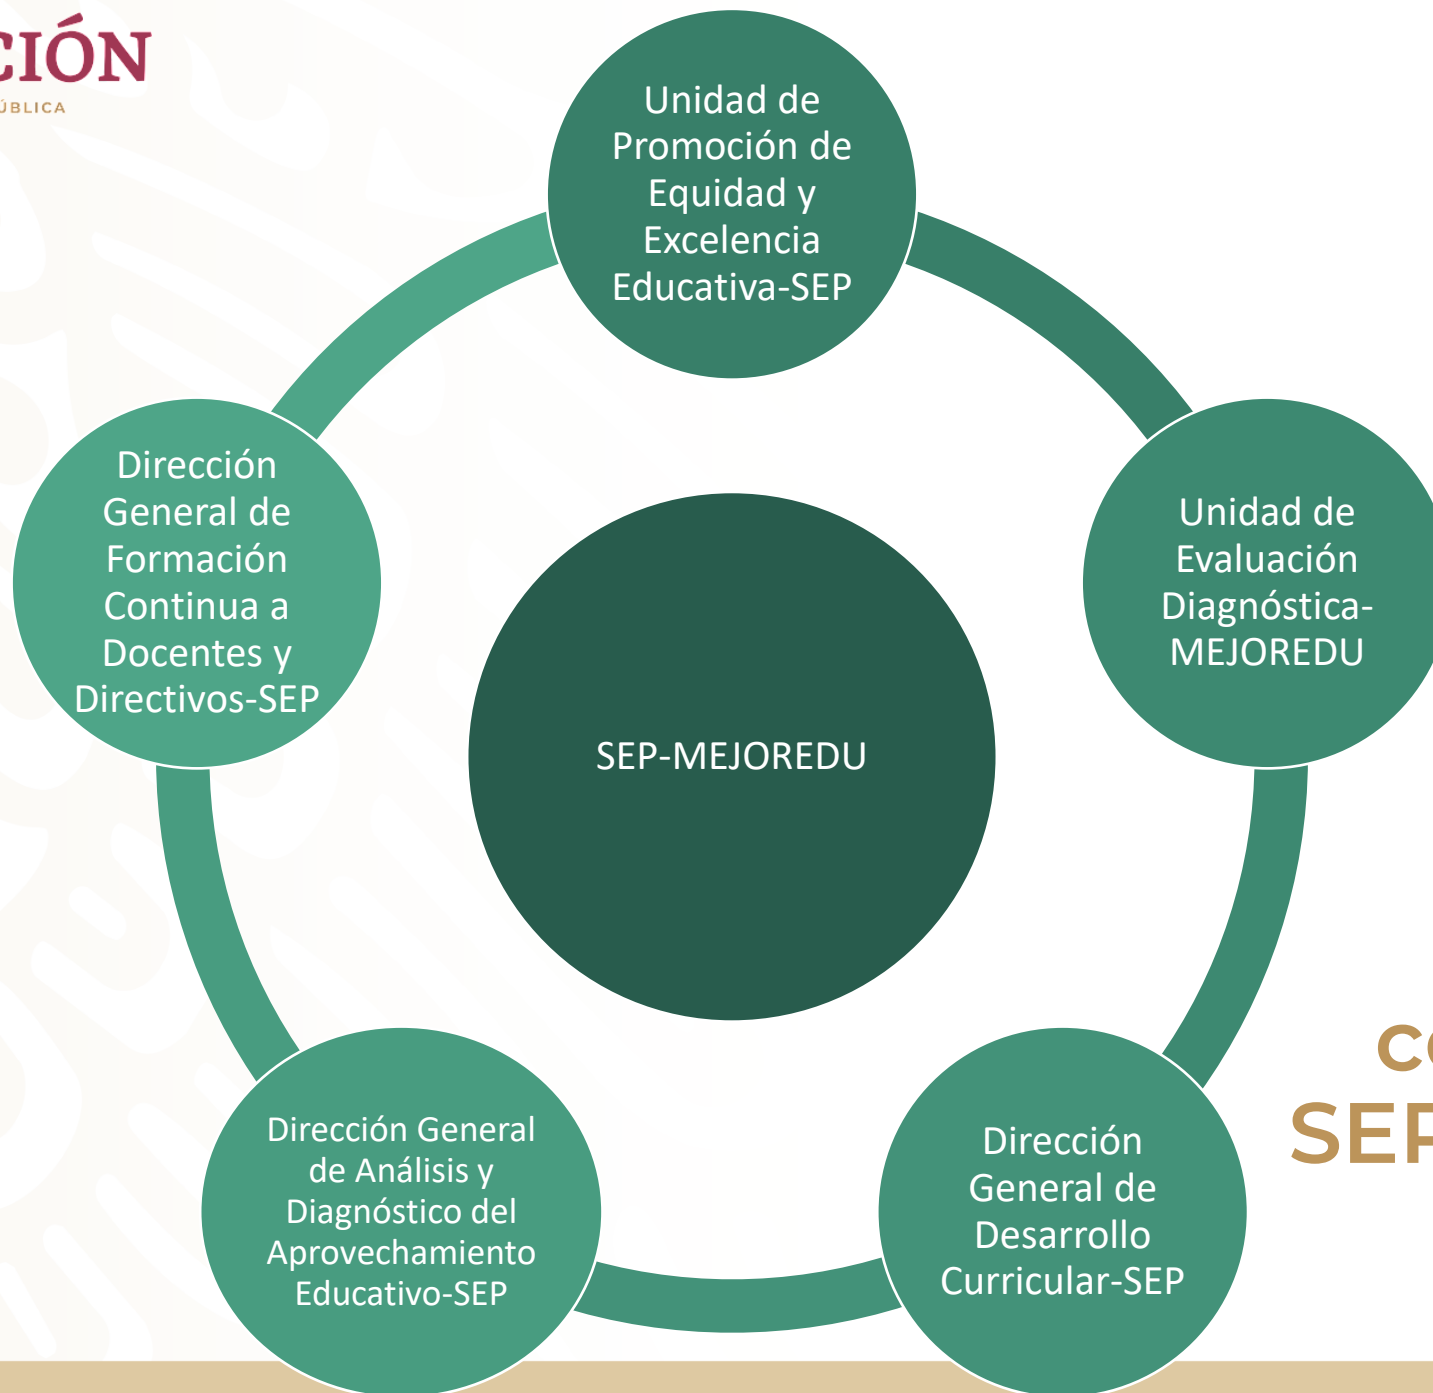 CIÓN
ÚBLICA
Unidad de
Promoción de
Equidad y
Excelencia
Educativa-SEP
Dirección
General de
Formación
Continua a
Docentes y
Directivos-SEP
Unidad de
Evaluación
Diagnóstica-
MEJOREDU
SEP-MEJOREDU
Dirección General
de Análisis y
Diagnóstico del
Aprovechamiento
Educativo-SEP
Dirección
General de
Desarrollo
Curricular-SEP
SEP